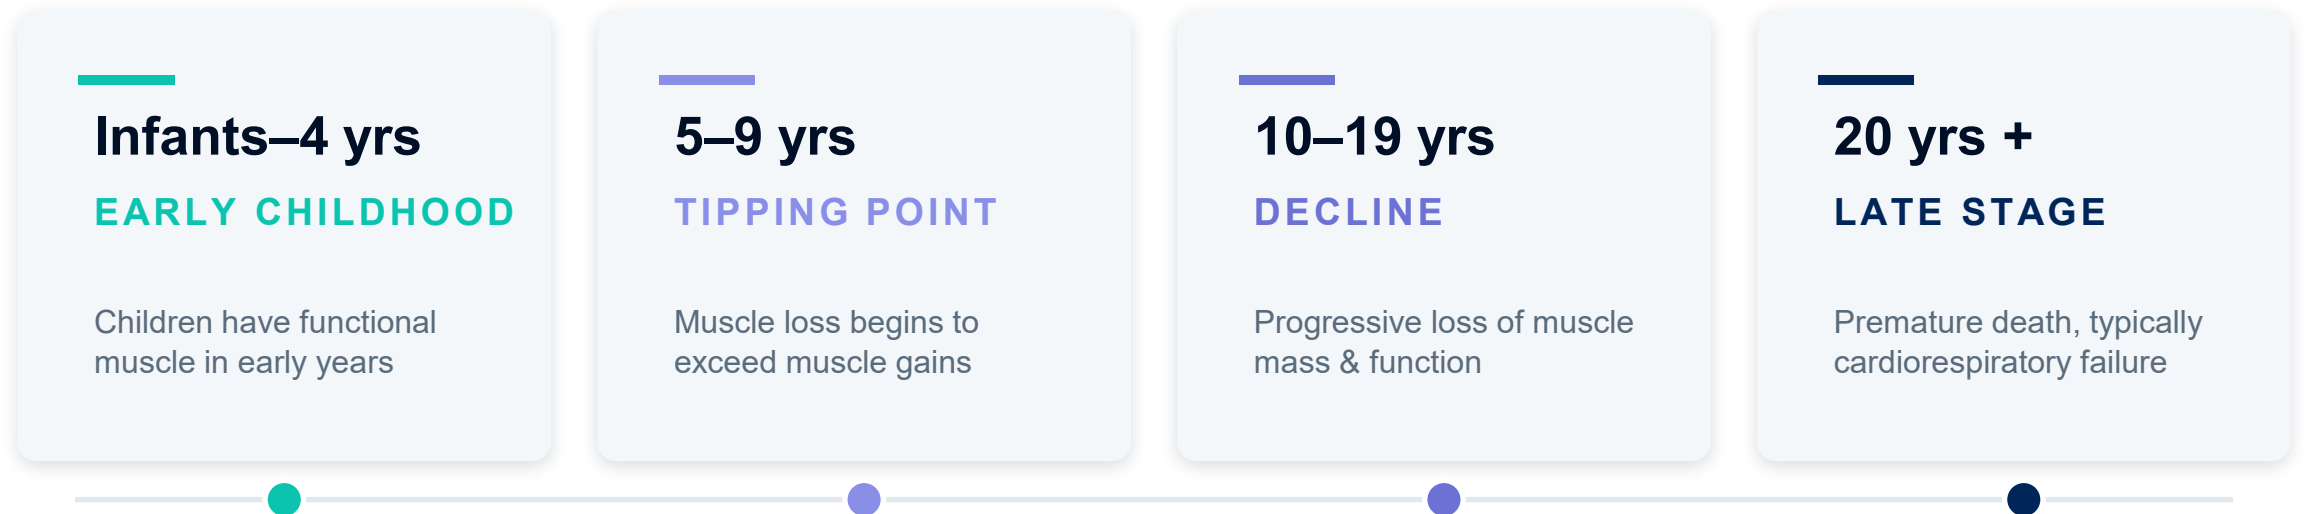 Infants–4 yrs
EARLY CHILDHOOD
Children have functional
muscle in early years
5–9 yrs
TIPPING POINT
Muscle loss begins to
exceed muscle gains
10–19 yrs
DECLINE
Progressive loss of muscle
mass & function
20 yrs +
LATE STAGE
Premature death, typically
cardiorespiratory failure